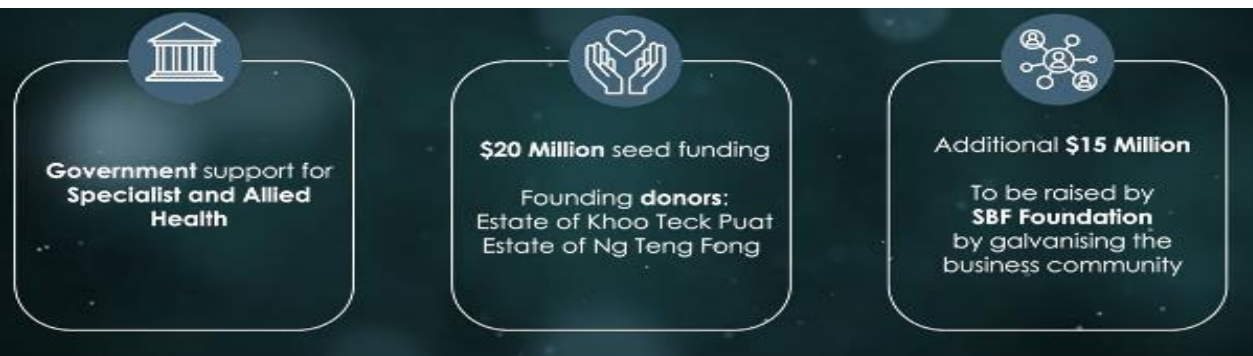 Government support for
Specialist and Allied
Health
$20 Million seed funding
Founding donors:
Estate of Khoo Teck Puat
Estate of Ng Teng Fong
Additional $15 Million
To be raised by
SBF Foundation
by galvanising the
business community